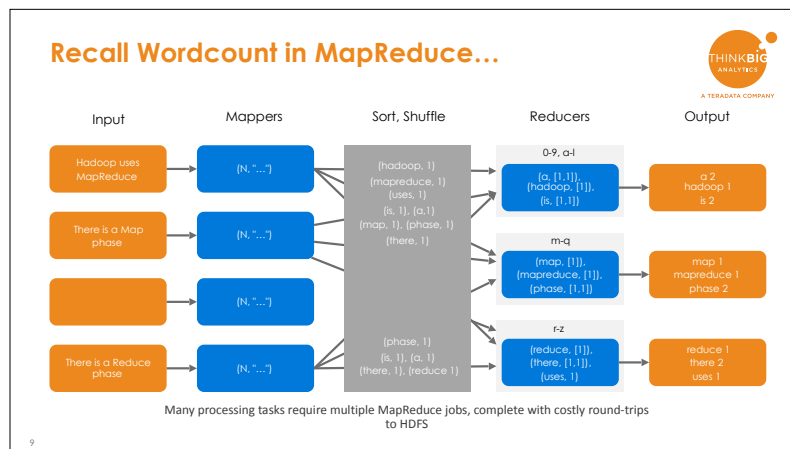 Recall Wordcount in MapReduce…
THINKBIG
ANALYTICS
A TERADATA COMPANY
Input
Mappers
Sort, Shuffle
Reducers
Output
Hadoop uses
MapReduce
There is a Map
phase
There is a Reduce
phase
(N, "…")
(N, "…")
(N, "…")
(N, "…")
(hadoop, 1)
(mapreduce, 1)
(uses, 1)
(is, 1), (a,1)
(map, 1), (phase, 1)
(there, 1)
(phase, 1)
(is, 1), (a, 1)
(there, 1), (reduce 1)
0-9, a-l
(a, [1,1]),
(hadoop, [1]),
(is, [1,1])
m-q
(map, [1]),
(mapreduce, [1]),
(phase, [1,1])
r-z
(reduce, [1]),
(there, [1,1]),
(uses, 1)
a 2
hadoop 1
is 2
map 1
mapreduce 1
phase 2
reduce 1
there 2
uses 1
Many processing tasks require multiple MapReduce jobs, complete with costly round-trips
to HDFS
9